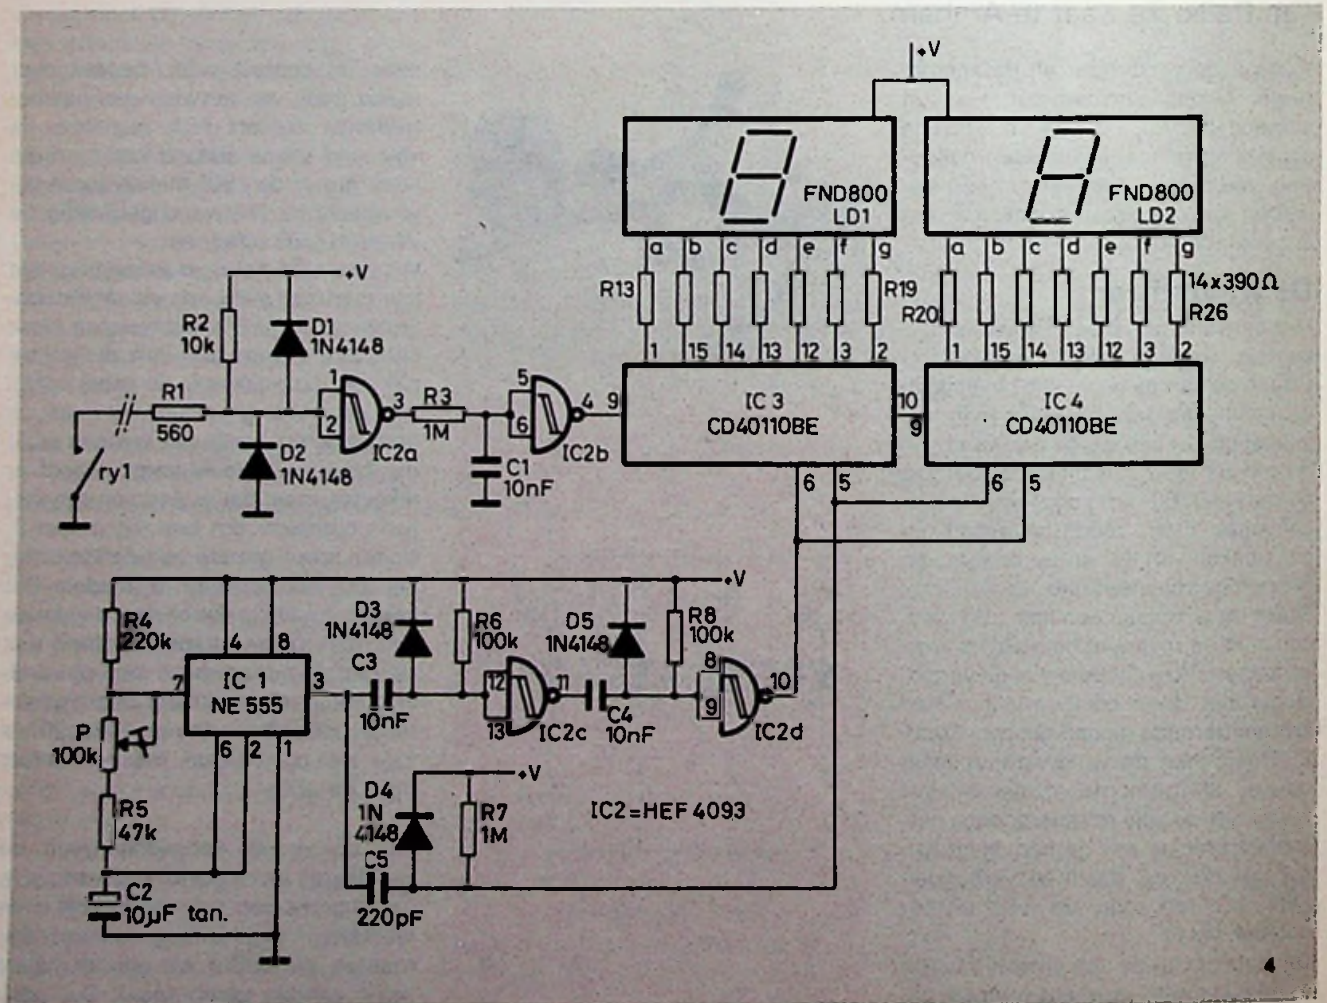 +V
FND800
LD1
FND800
LD2
a b c d e f g
a b c d e f g
R13
R19
R20
14x390Ω
R26
1 15 14 13 12 3 2
1 15 14 13 12 3 2
+V
R2
10k
D1
1N4148
R1
560
1
2
3
IC2a
R3
1M
5
6
4
IC2b
9
IC 3
CD40110BE
10
9
IC 4
CD40110BE
ry1
D2
1N4148
C1
10nF
6 5
6 5
+V
R4
220k
4 8
D3
1N4148
R6
100k
D5
1N4148
R8
100k
7
IC 1
NE 555
3
C3
10nF
12
13
11
IC2c
C4
10nF
8
9
10
IC2d
P
100k
6 2 1
R5
47k
D4
1N
4148
+V
R7
1M
IC2=HEF4093
C5
220pF
C2
10µF tan.
4